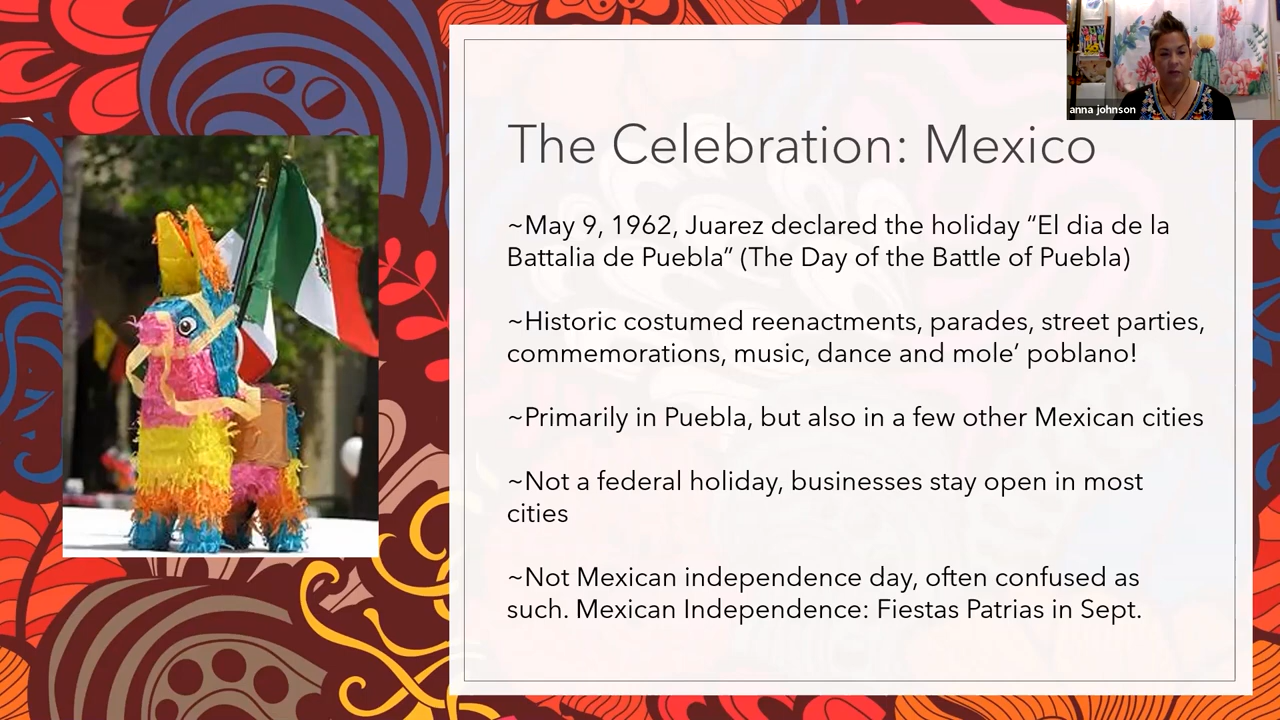 anna johnson
The Celebration: Mexico
~May 9, 1962, Juarez declared the holiday “El dia de la
Battalia de Puebla” (The Day of the Battle of Puebla)
~Historic costumed reenactments, parades, street parties,
commemorations, music, dance and mole’ poblano!
~Primarily in Puebla, but also in a few other Mexican cities
~Not a federal holiday, businesses stay open in most
cities
~Not Mexican independence day, often confused as
such. Mexican Independence: Fiestas Patrias in Sept.